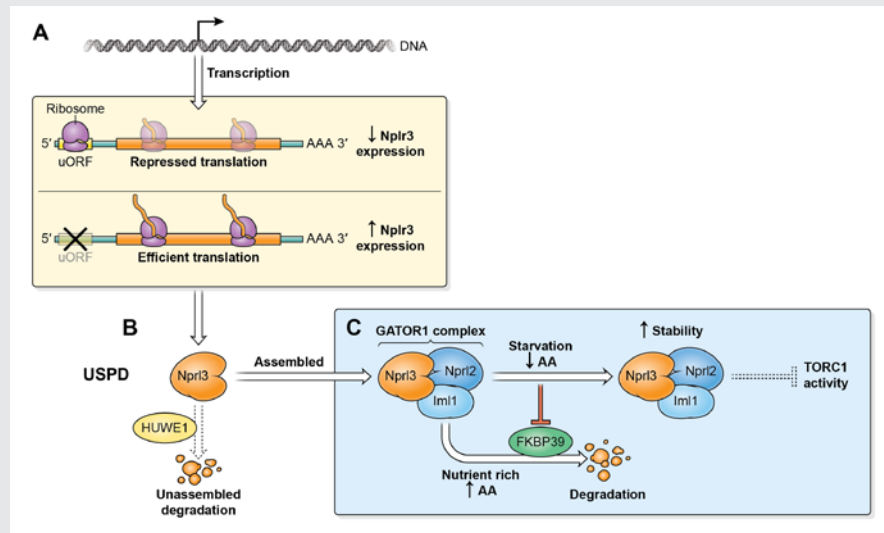 A
DNA
Transcription
Ribosome
5′
AAA 3′
uORF
Repressed translation
↓ Nplr3
expression
5′
AAA 3′
uORF
Efficient translation
↑ Nplr3
expression
B
USPD
Nprl3
Assembled
HUWE1
Unassembled
degradation
C
GATOR1 complex
Nprl3
Nprl2
Iml1
Starvation
↓ AA
↑ Stability
Nprl3
Nprl2
Iml1
TORC1
activity
FKBP39
Nutrient rich
↑ AA
Degradation